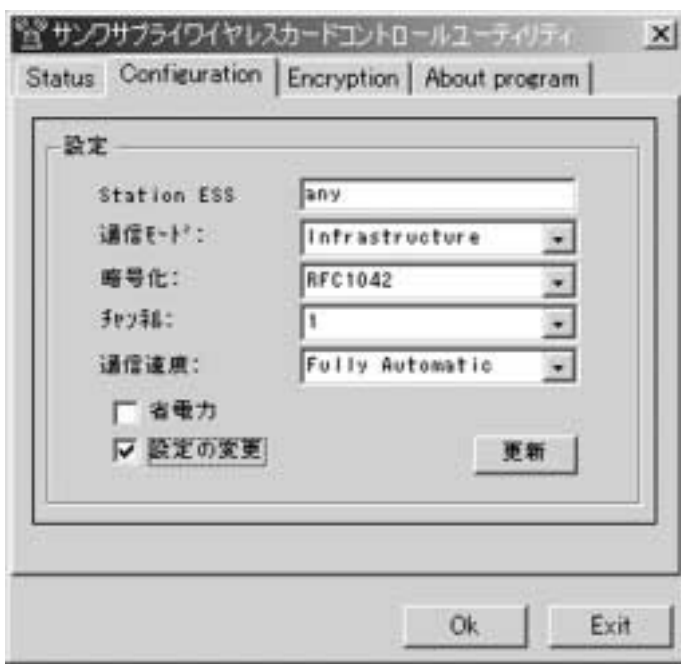 サンワサプライワイヤレスカードコントロールユーティリティ
Status Configuration Encryption About program
設定
Station ESS any
通信ﾓｰﾄﾞ: Infrastructure
暗号化: RFC1042
ﾁｬﾝﾈﾙ: 1
通信速度: Fully Automatic
省電力
設定の変更 更新
Ok Exit